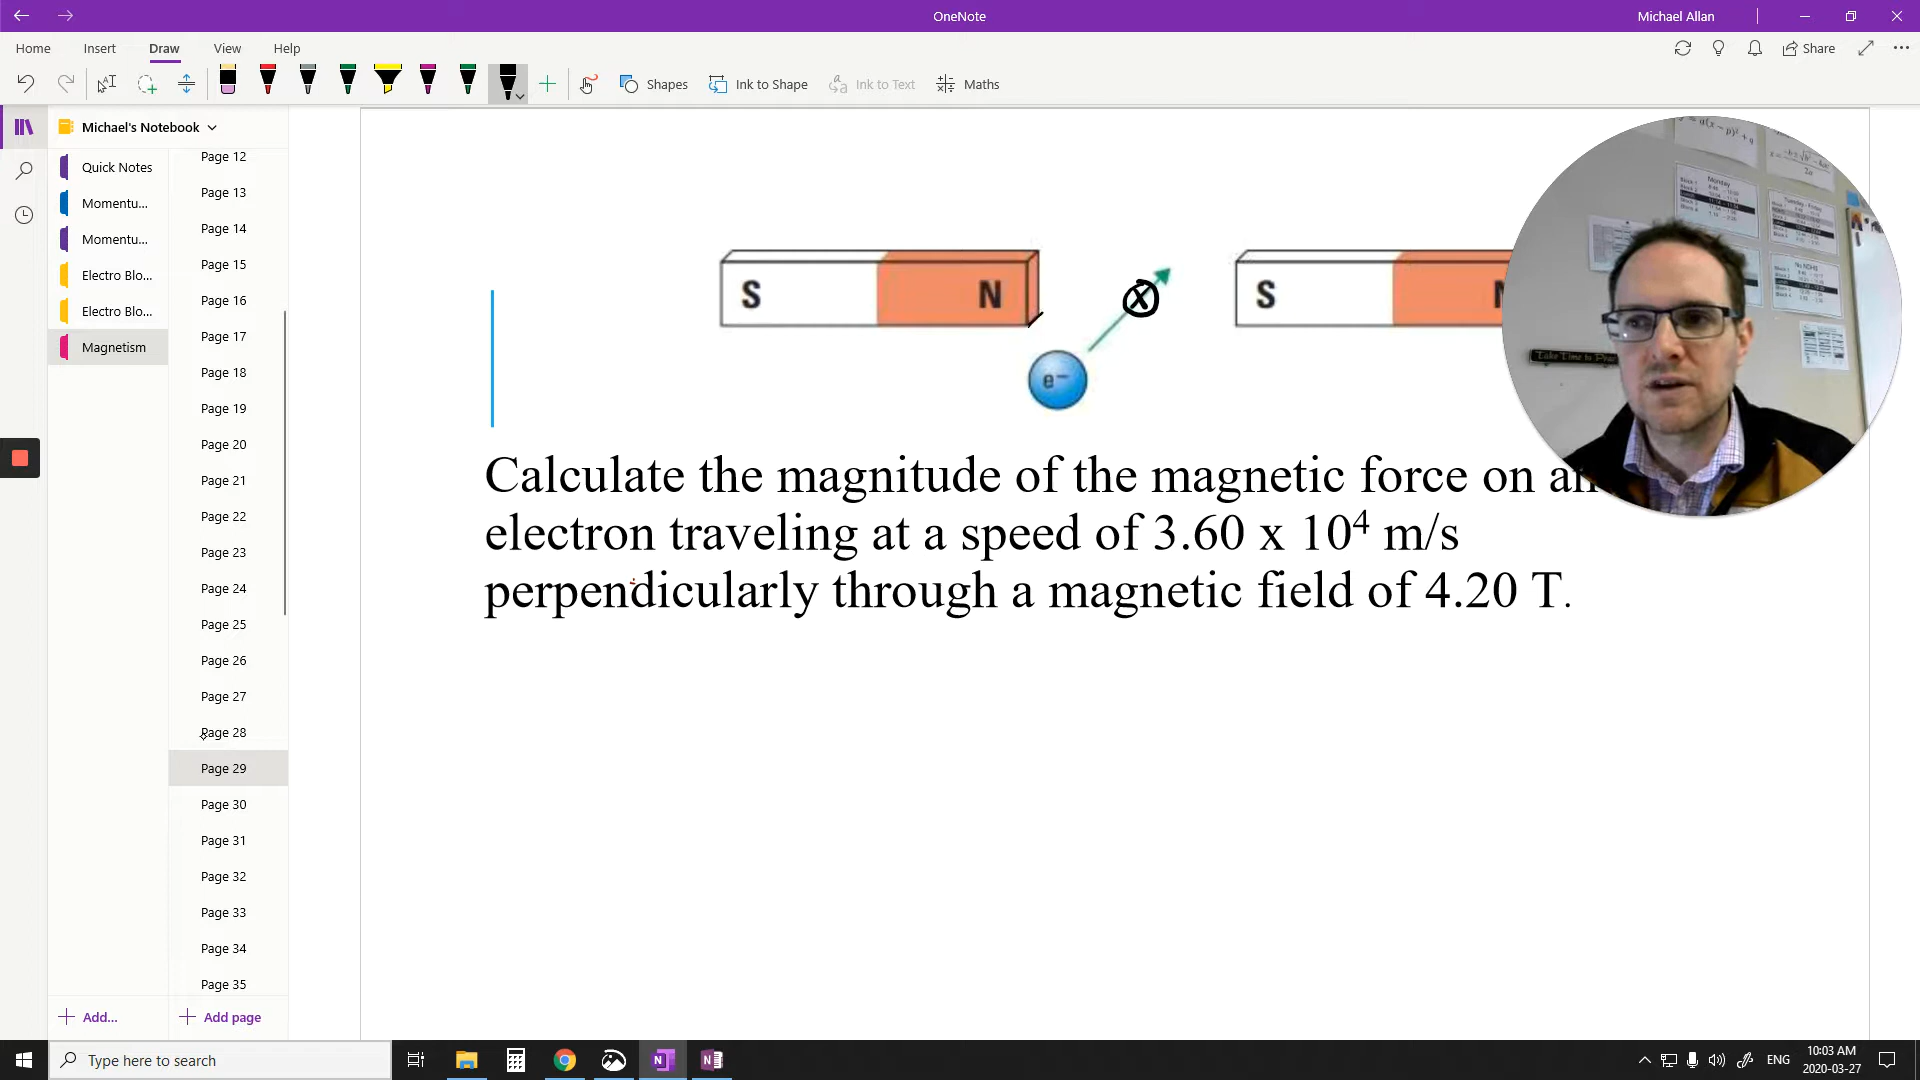 OneNote
Michael Allan
Home
Insert
Draw
View
Help
Share
Shapes
Ink to Shape
Ink to Text
Maths
Michael's Notebook
Quick Notes
Momentu...
Momentu...
Electro Blo...
Electro Blo...
Magnetism
Page 12
Page 13
Page 14
Page 15
Page 16
Page 17
Page 18
Page 19
Page 20
Page 21
Page 22
Page 23
Page 24
Page 25
Page 26
Page 27
Page 28
Page 29
Page 30
Page 31
Page 32
Page 33
Page 34
Page 35
Add...
Add page
S N
S N
e⁻
Calculate the magnitude of the magnetic force on an
electron traveling at a speed of 3.60 x 10⁴ m/s
perpendicularly through a magnetic field of 4.20 T.
Monday
Take Time to
Type here to search
ENG
10:03 AM
2020-03-27